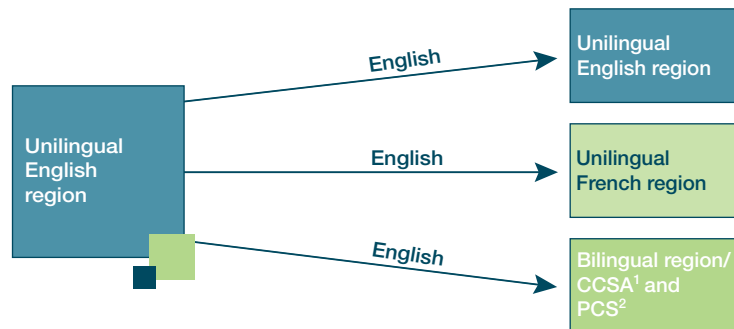 Unilingual
English
region
English
Unilingual
English region
English
Unilingual
French region
English
Bilingual region/
CCSA¹ and
PCS²